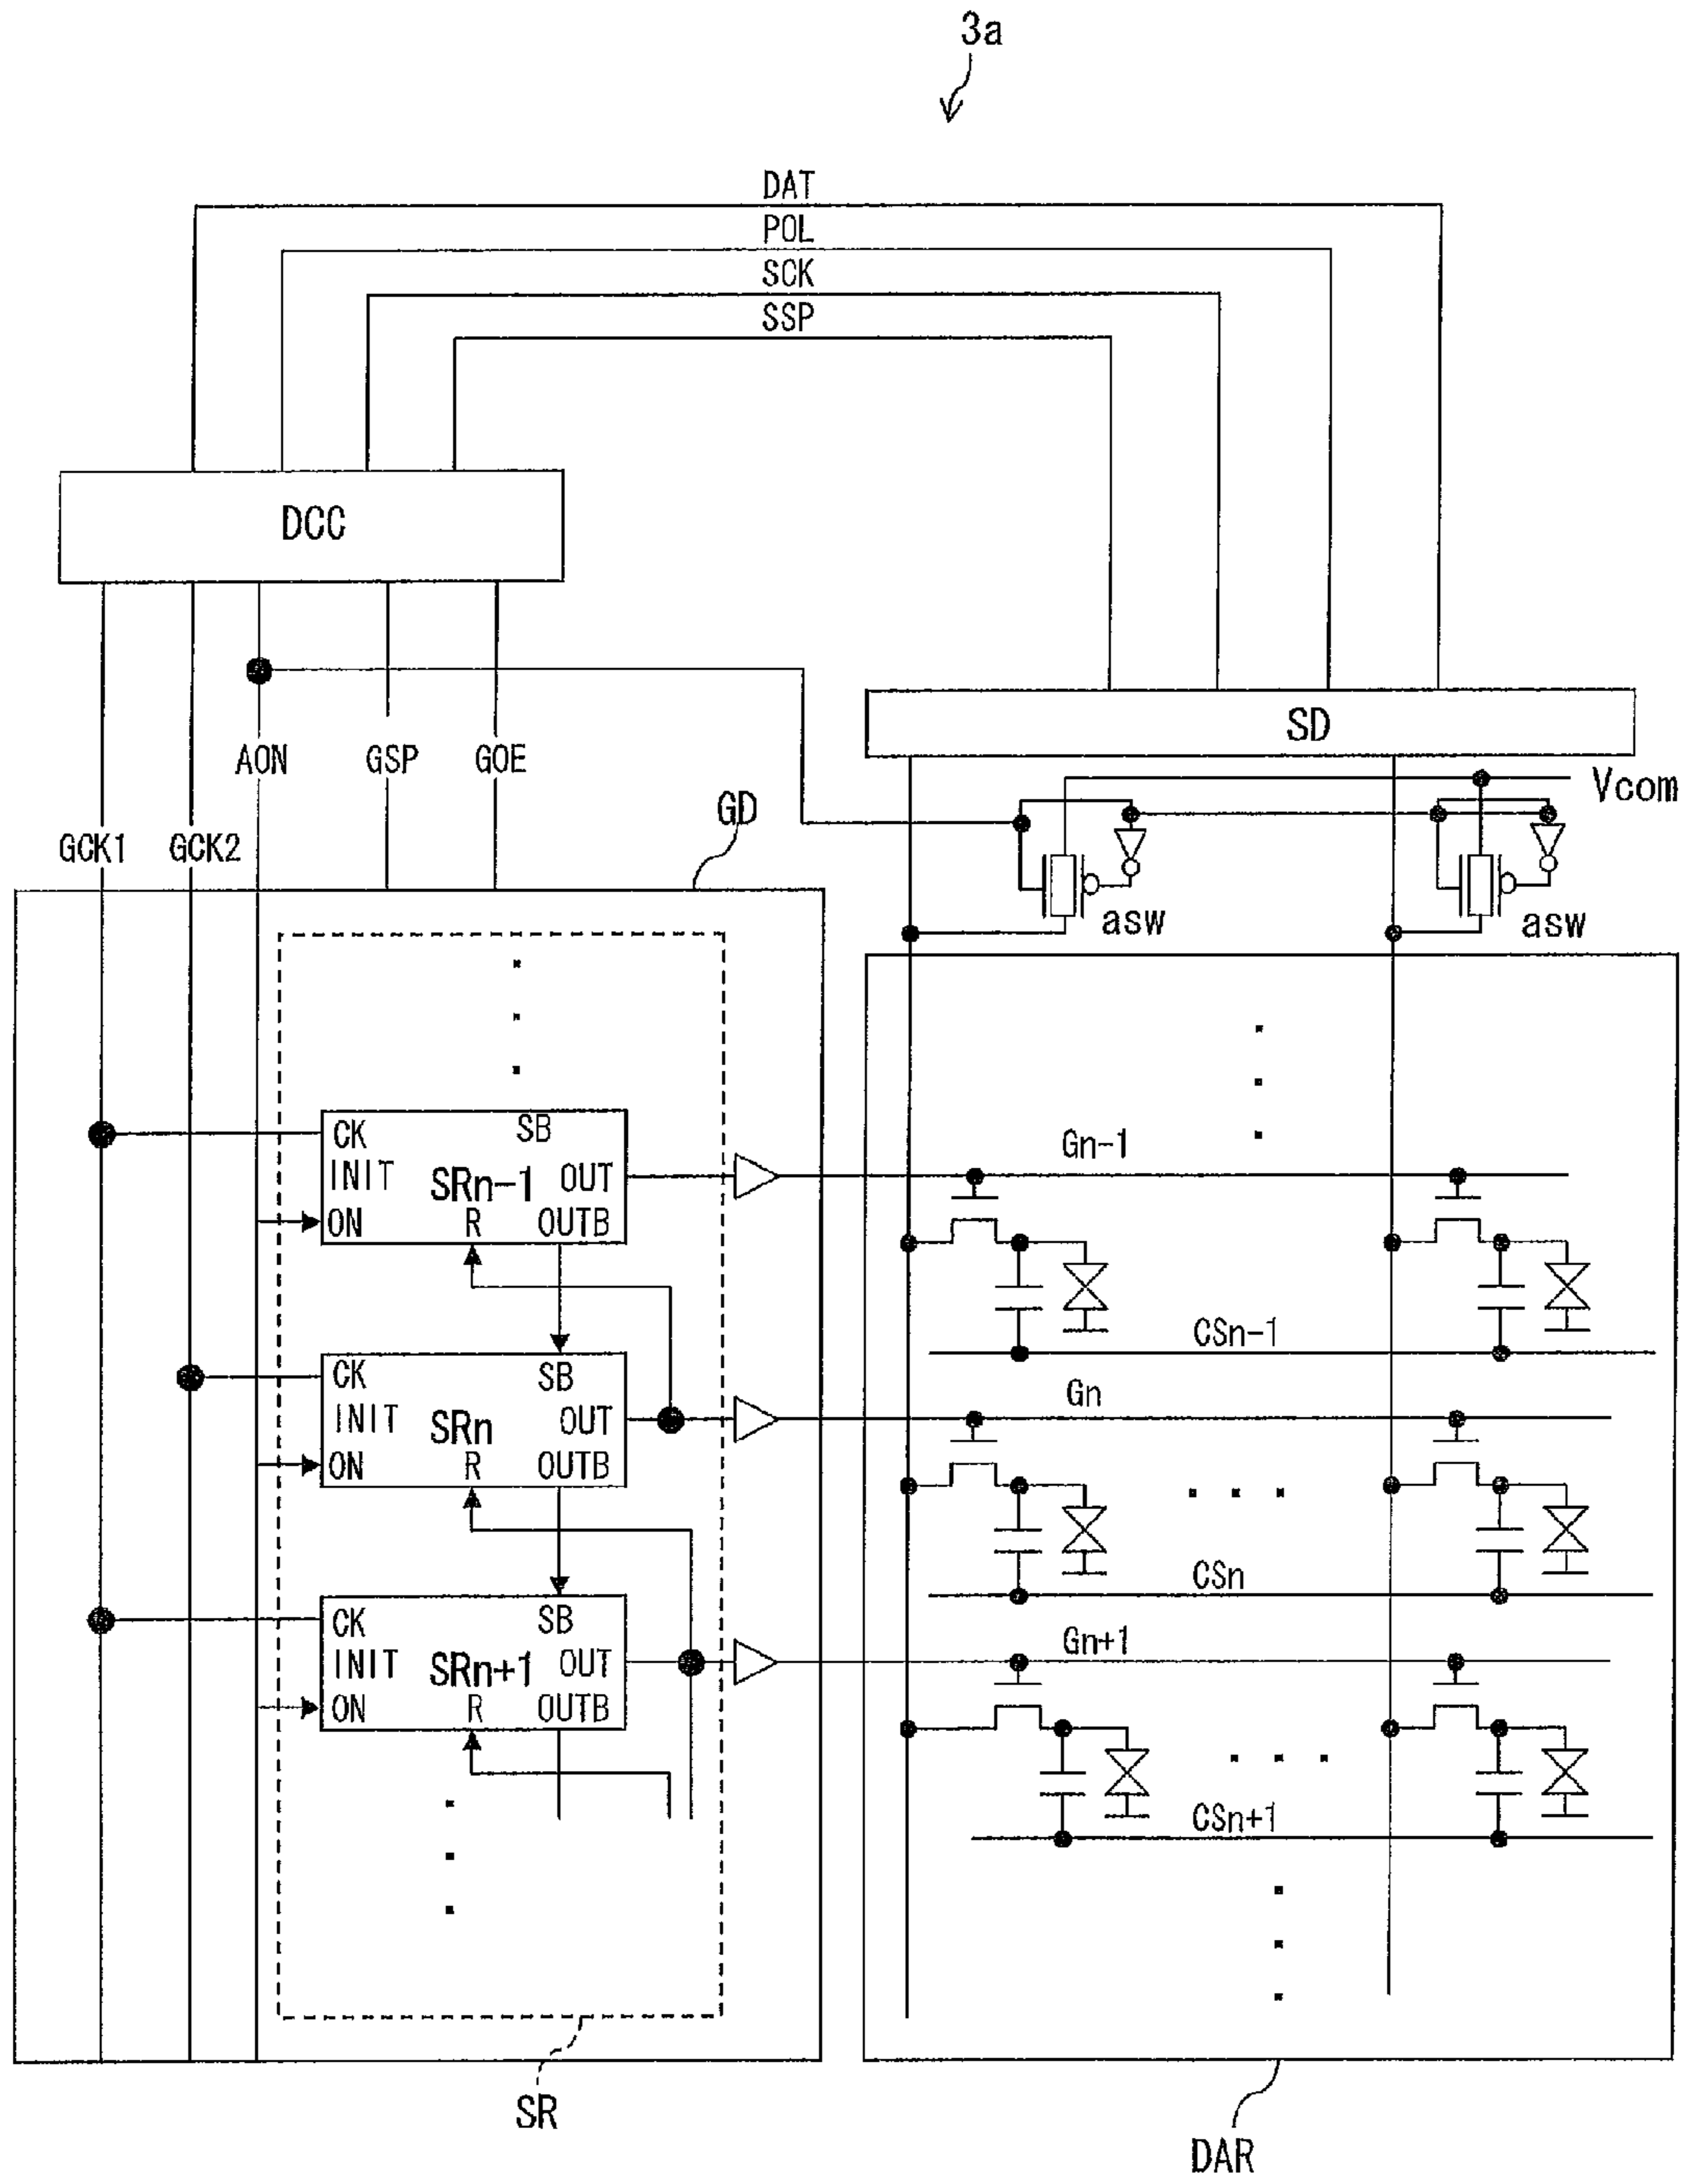 3a
DAT
POL
SCK
SSP
DCC
SD
AON GSP GOE
Vcom
GD
GCK1 GCK2
asw asw
CK SB
INIT SRn-1 OUT
ON R OUTB
Gn-1
CSn-1
CK SB
INIT SRn OUT
ON R OUTB
Gn
CSn
CK SB
INIT SRn+1 OUT
ON R OUTB
Gn+1
CSn+1
SR
DAR